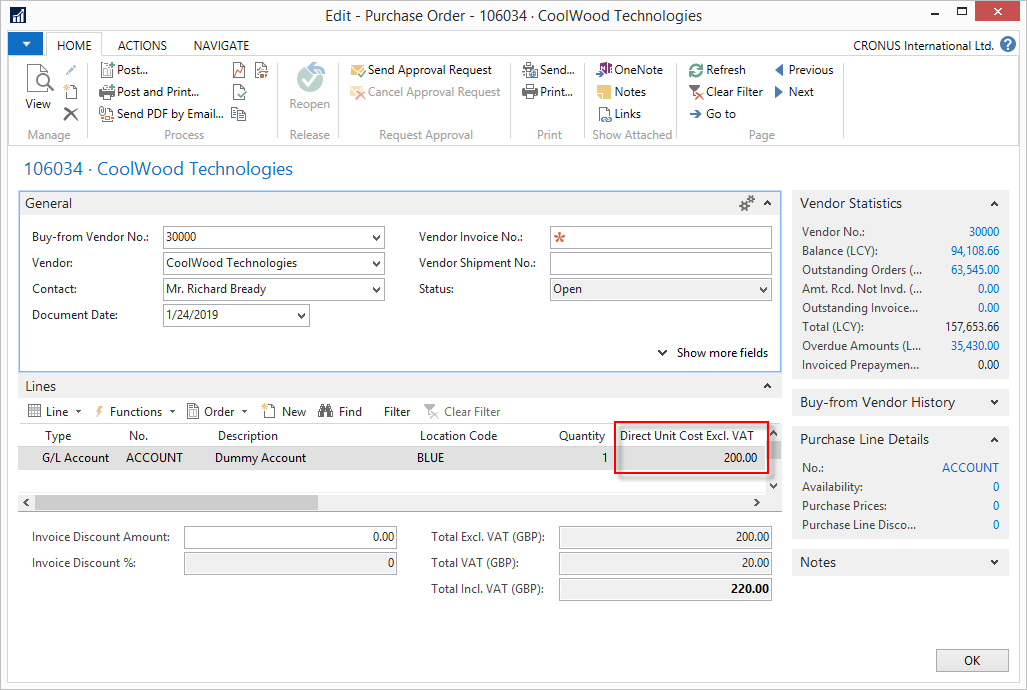 Edit - Purchase Order - 106034 · CoolWood Technologies
HOME ACTIONS NAVIGATE CRONUS International Ltd. ?
View
Manage
Post...
Post and Print...
Send PDF by Email...
Process
Reopen
Release
Send Approval Request
Cancel Approval Request
Request Approval
Send...
Print...
Print
OneNote
Notes
Links
Show Attached
Refresh
Clear Filter
Go to
Previous
Next
Page
106034 · CoolWood Technologies
General
Buy-from Vendor No.: 30000
Vendor: CoolWood Technologies
Contact: Mr. Richard Bready
Document Date: 1/24/2019
Vendor Invoice No.: *
Vendor Shipment No.:
Status: Open
Show more fields
Lines
Line Functions Order New Find Filter Clear Filter
Type No. Description Location Code Quantity Direct Unit Cost Excl. VAT
G/L Account ACCOUNT Dummy Account BLUE 1 200.00
Invoice Discount Amount: 0.00
Invoice Discount %: 0
Total Excl. VAT (GBP): 200.00
Total VAT (GBP): 20.00
Total Incl. VAT (GBP): 220.00
Vendor Statistics
Vendor No.: 30000
Balance (LCY): 94,108.66
Outstanding Orders (... 63,545.00
Amt. Rcd. Not Invd. (... 0.00
Outstanding Invoice... 0.00
Total (LCY): 157,653.66
Overdue Amounts (L... 35,430.00
Invoiced Prepaymen... 0.00
Buy-from Vendor History
Purchase Line Details
No.: ACCOUNT
Availability: 0
Purchase Prices: 0
Purchase Line Disco... 0
Notes
OK